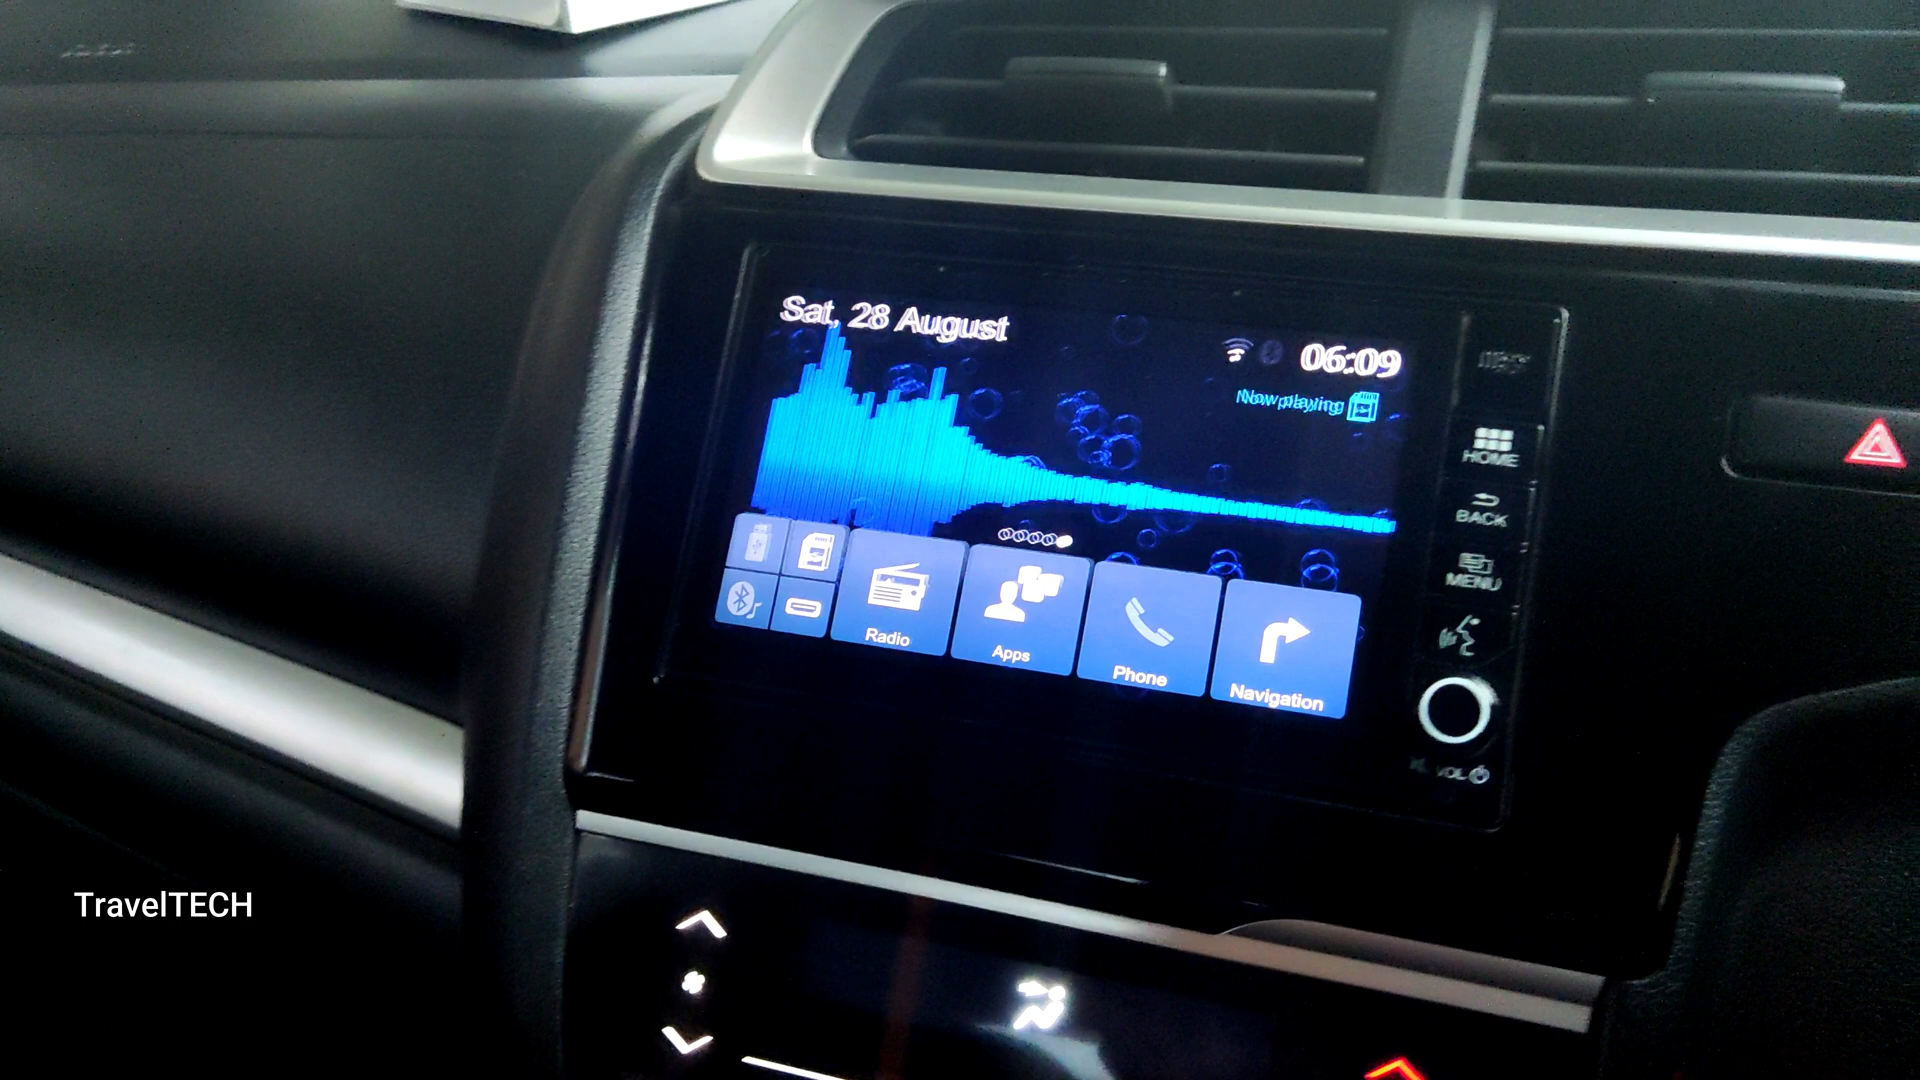 Sat, 28 August
06:09
Now playing
HOME
BACK
MENU
Radio
Apps
Phone
Navigation
VOL
TravelTECH